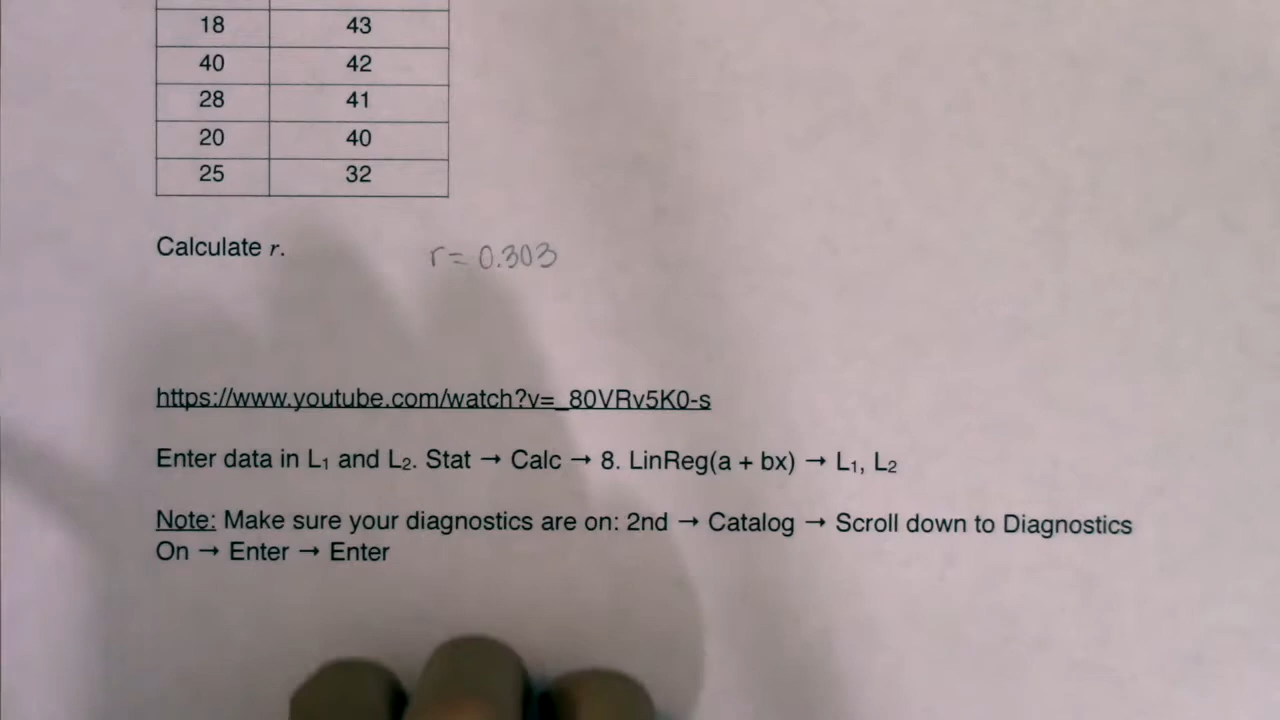 18 43
40 42
28 41
20 40
25 32
Calculate r. r = 0.303
https://www.youtube.com/watch?v=_80VRv5K0-s
Enter data in L₁ and L₂. Stat → Calc → 8. LinReg(a + bx) → L₁, L₂
Note: Make sure your diagnostics are on: 2nd → Catalog → Scroll down to Diagnostics
On → Enter → Enter